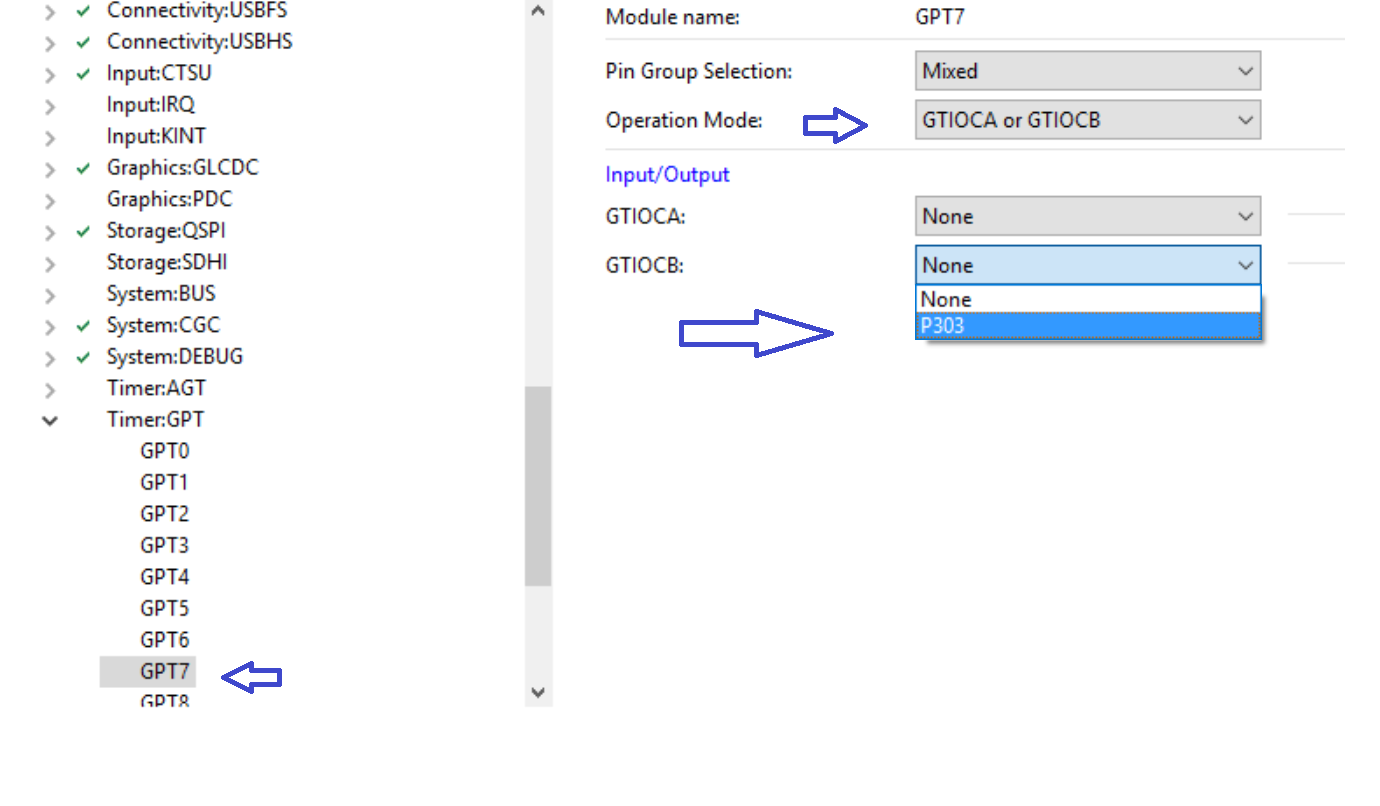 Connectivity:USBFS
Connectivity:USBHS
Input:CTSU
Input:IRQ
Input:KINT
Graphics:GLCDC
Graphics:PDC
Storage:QSPI
Storage:SDHI
System:BUS
System:CGC
System:DEBUG
Timer:AGT
Timer:GPT
GPT0
GPT1
GPT2
GPT3
GPT4
GPT5
GPT6
GPT7
GPT8
Module name: GPT7
Pin Group Selection: Mixed
Operation Mode: GTIOCA or GTIOCB
Input/Output
GTIOCA: None
GTIOCB: None
None
P303